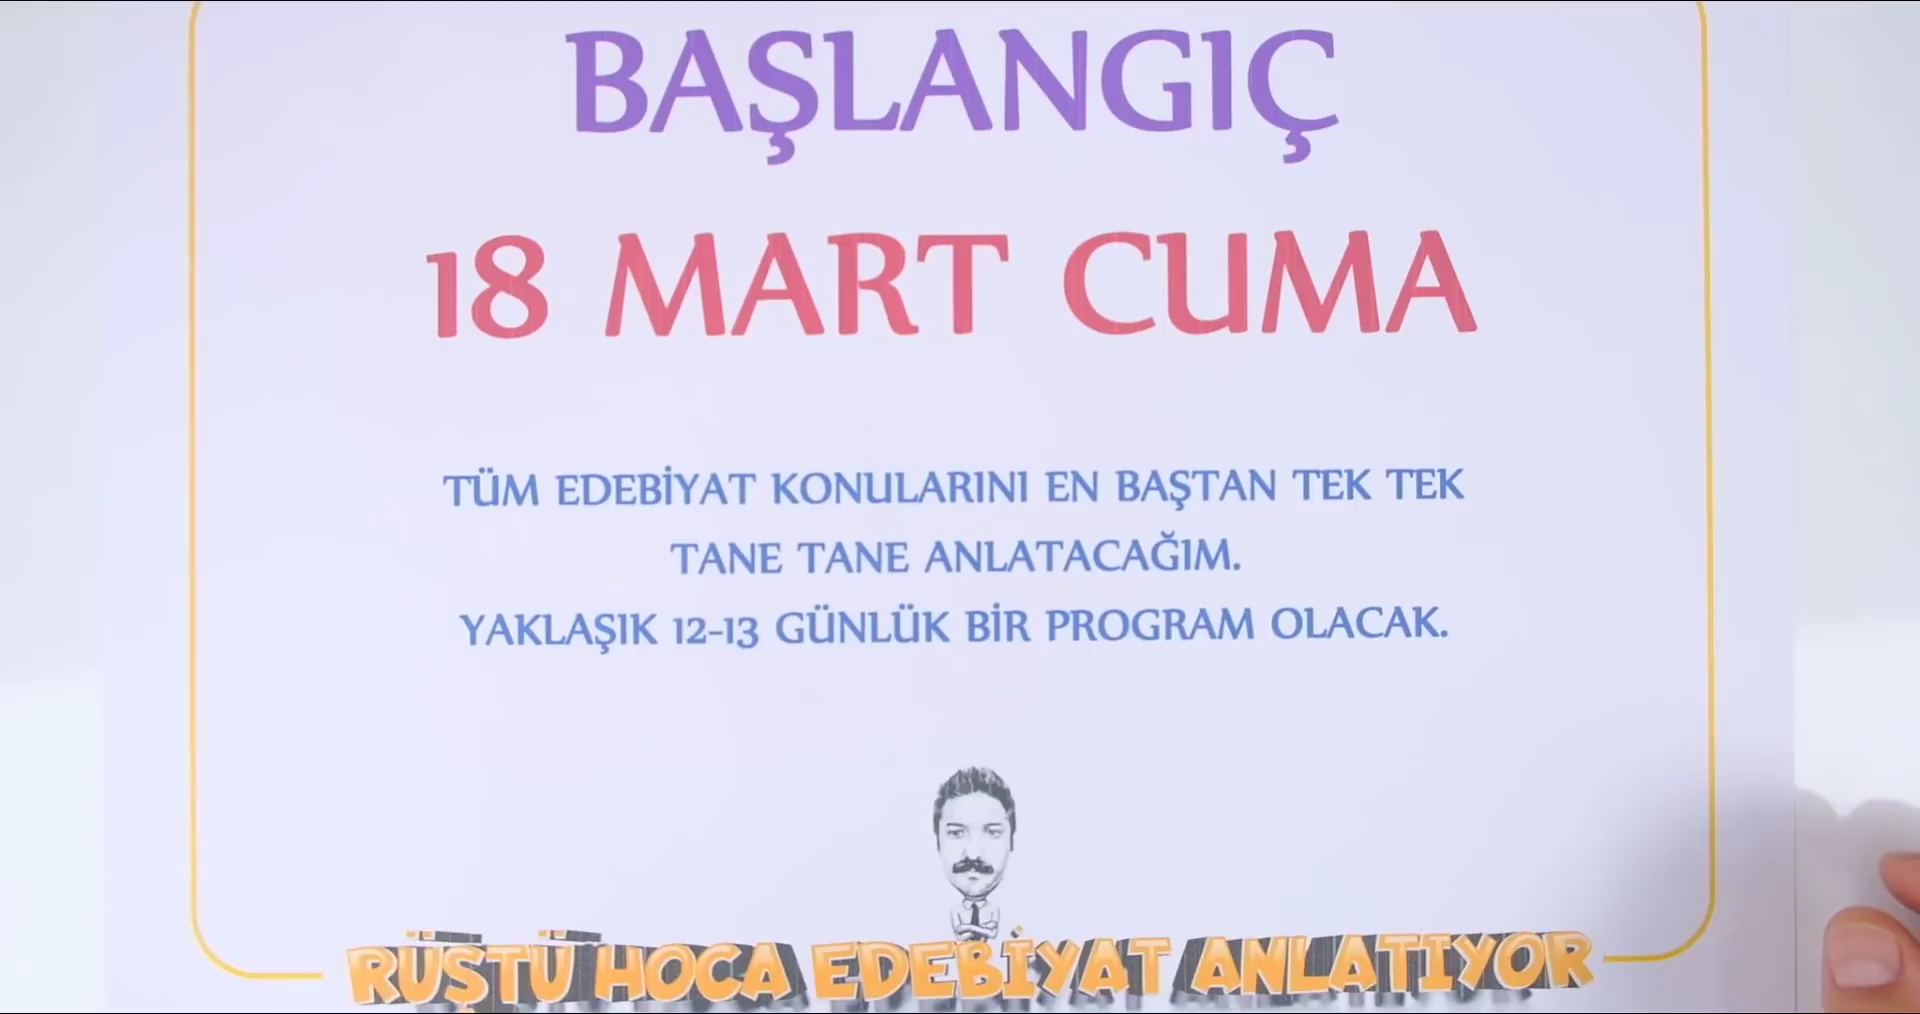 BAŞLANGIÇ
18 MART CUMA
TÜM EDEBİYAT KONULARINI EN BAŞTAN TEK TEK
TANE TANE ANLATACAĞIM.
YAKLAŞIK 12-13 GÜNLÜK BİR PROGRAM OLACAK.
RÜŞTÜ HOCA EDEBİYAT ANLATIYOR